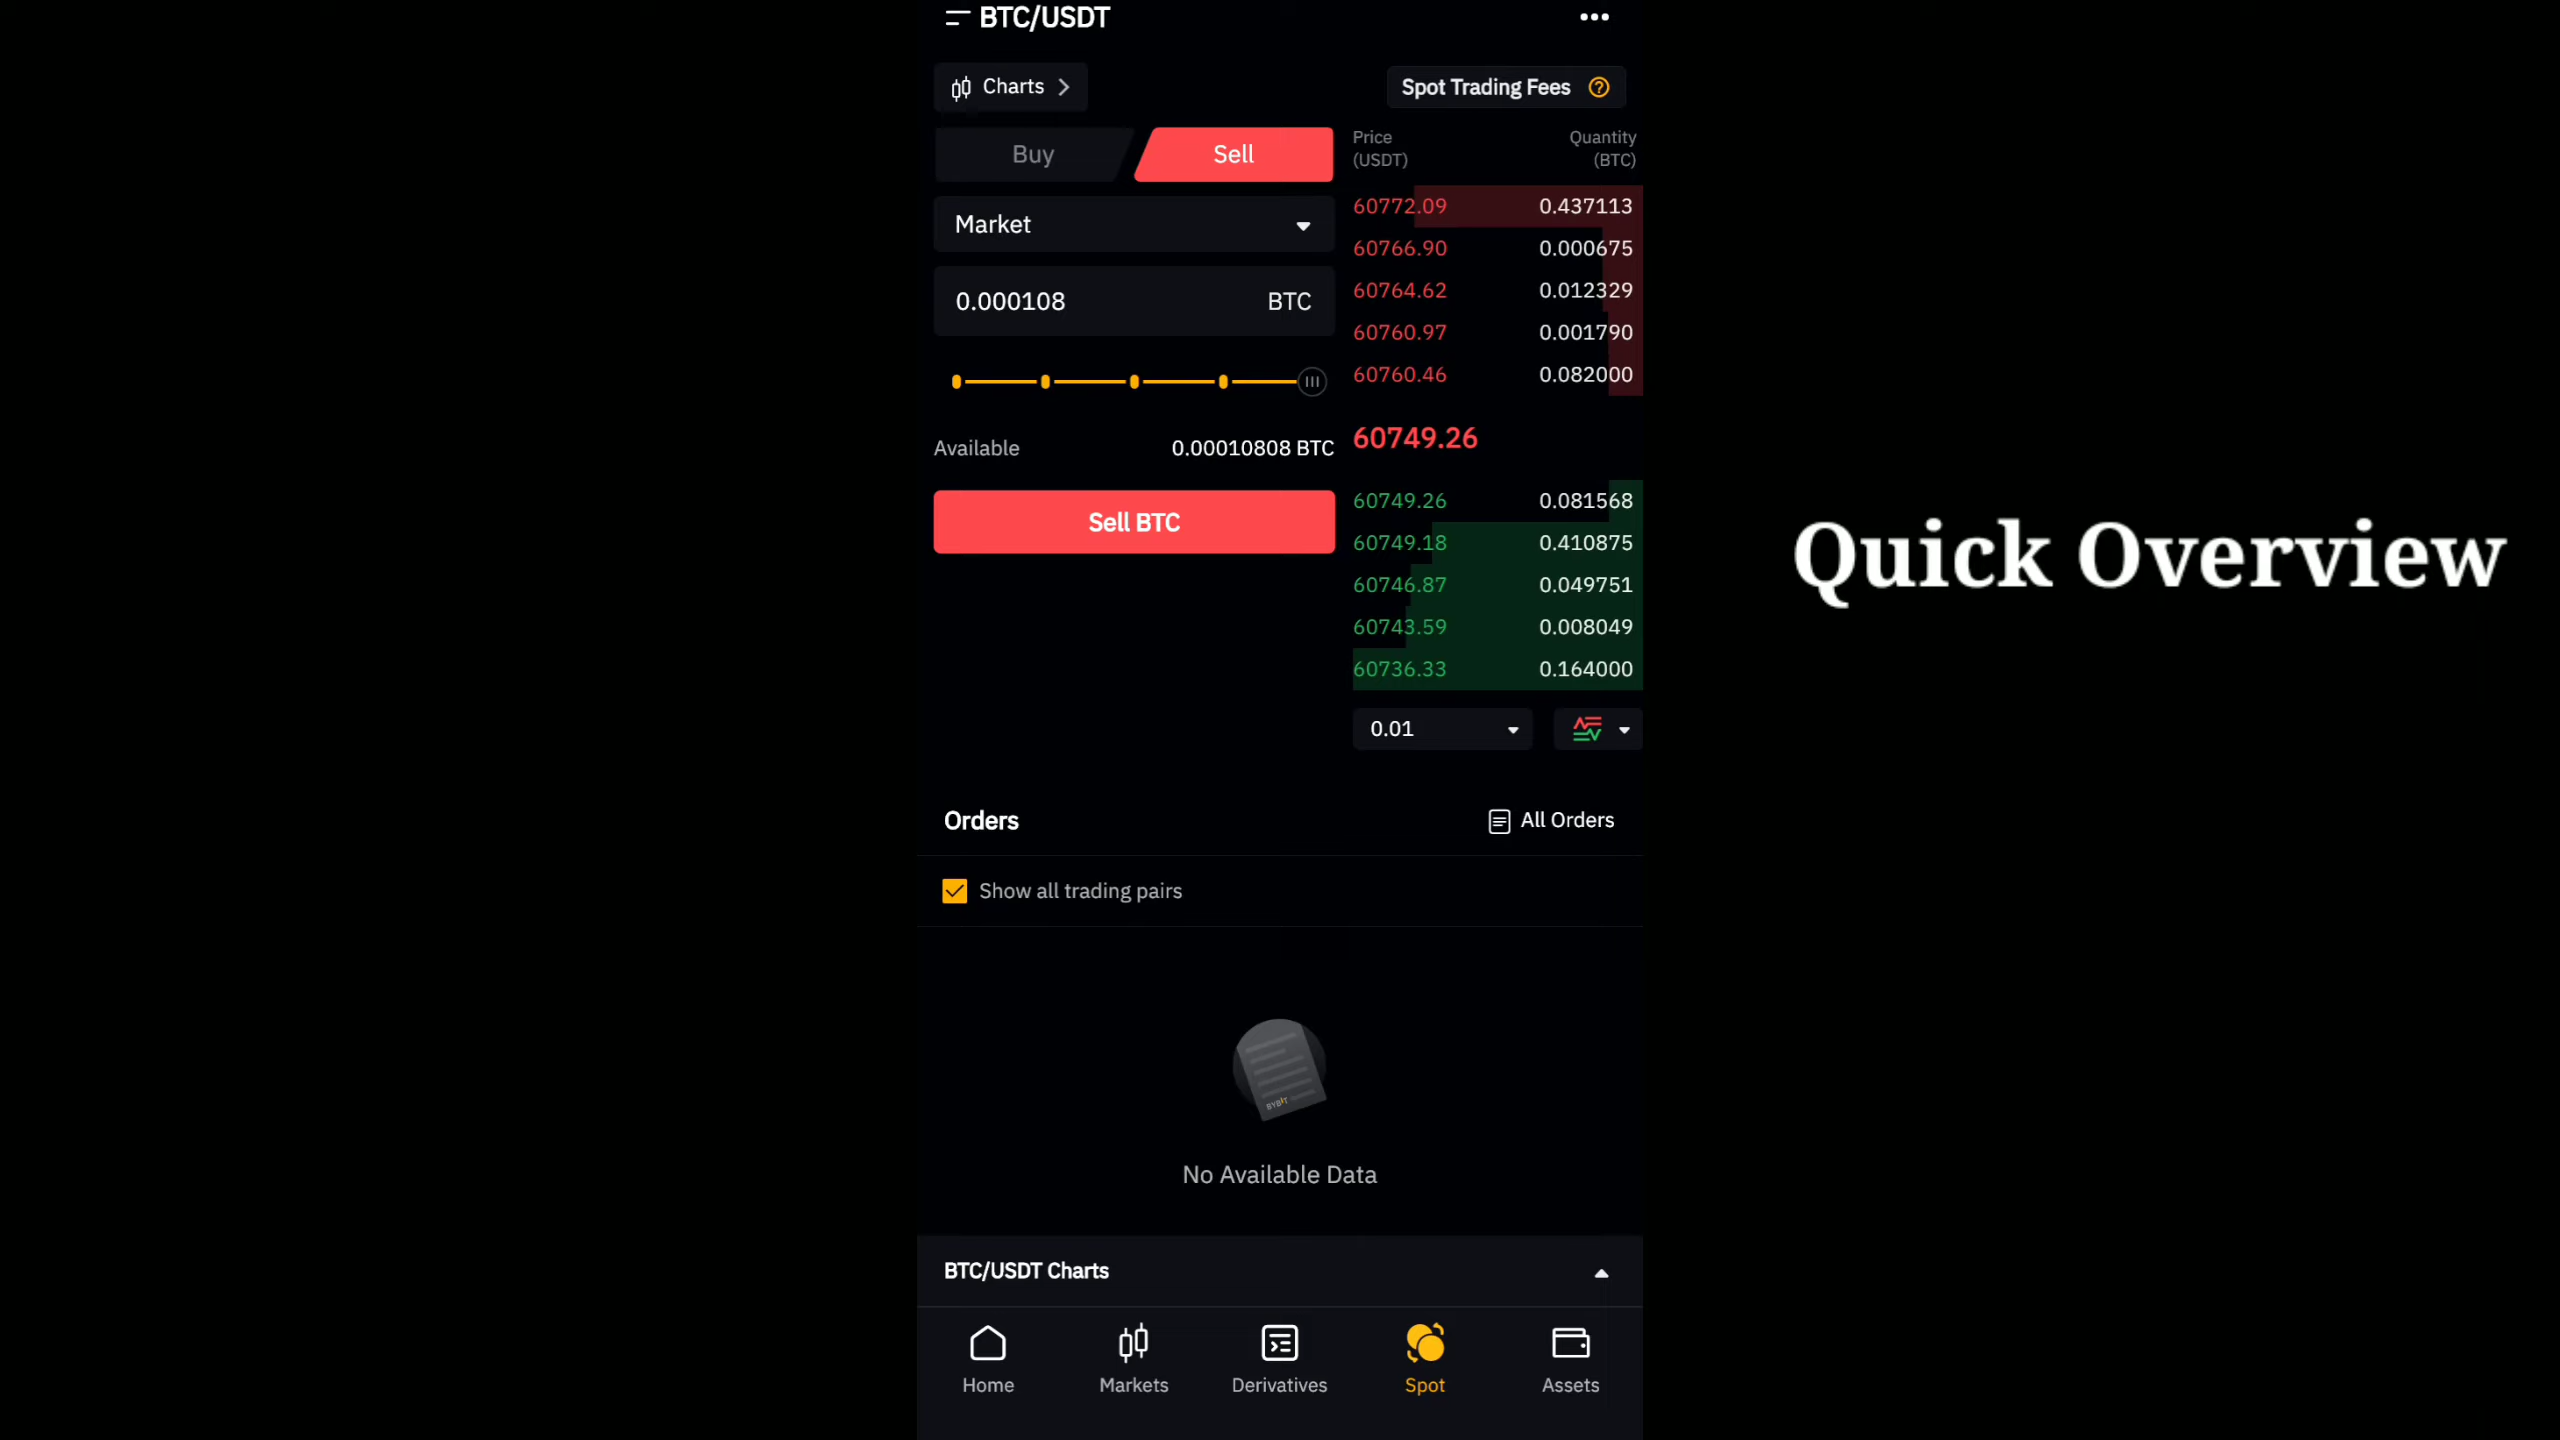 BTC/USDT
Charts
Spot Trading Fees
Buy
Sell
Price
(USDT)
Quantity
(BTC)
Market
0.000108 BTC
Available 0.00010808 BTC
Sell BTC
60772.09 0.437113
60766.90 0.000675
60764.62 0.012329
60760.97 0.001790
60760.46 0.082000
60749.26
60749.26 0.081568
60749.18 0.410875
60746.87 0.049751
60743.59 0.008049
60736.33 0.164000
0.01
Quick Overview
Orders
All Orders
Show all trading pairs
BYBIT
No Available Data
BTC/USDT Charts
Home
Markets
Derivatives
Spot
Assets